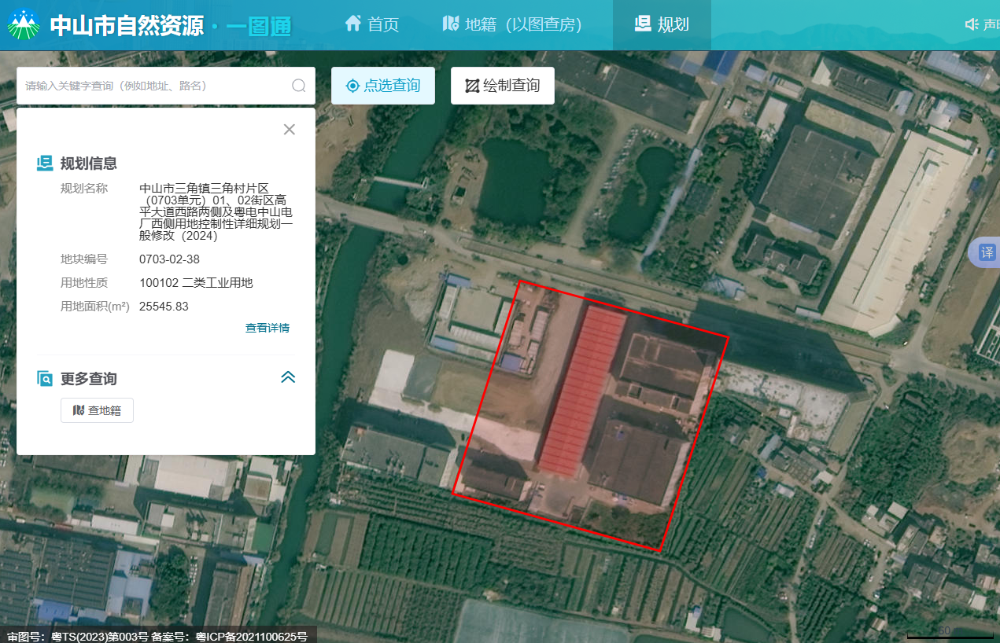 中山市自然资源·一图通
首页
地籍（以图查房）
规划
请输入关键字查询（例如地址、路名）
点选查询
绘制查询
规划信息
规划名称
中山市三角镇三角村片区
（0703单元）01、02街区高
平大道西路两侧及粤电中山电
厂西侧用地控制性详细规划一
般修改（2024）
地块编号
0703-02-38
用地性质
100102 二类工业用地
用地面积(m²)
25545.83
查看详情
更多查询
查地籍
译
审图号：粤TS(2023)第003号 备案号：粤ICP备2021100625号
60